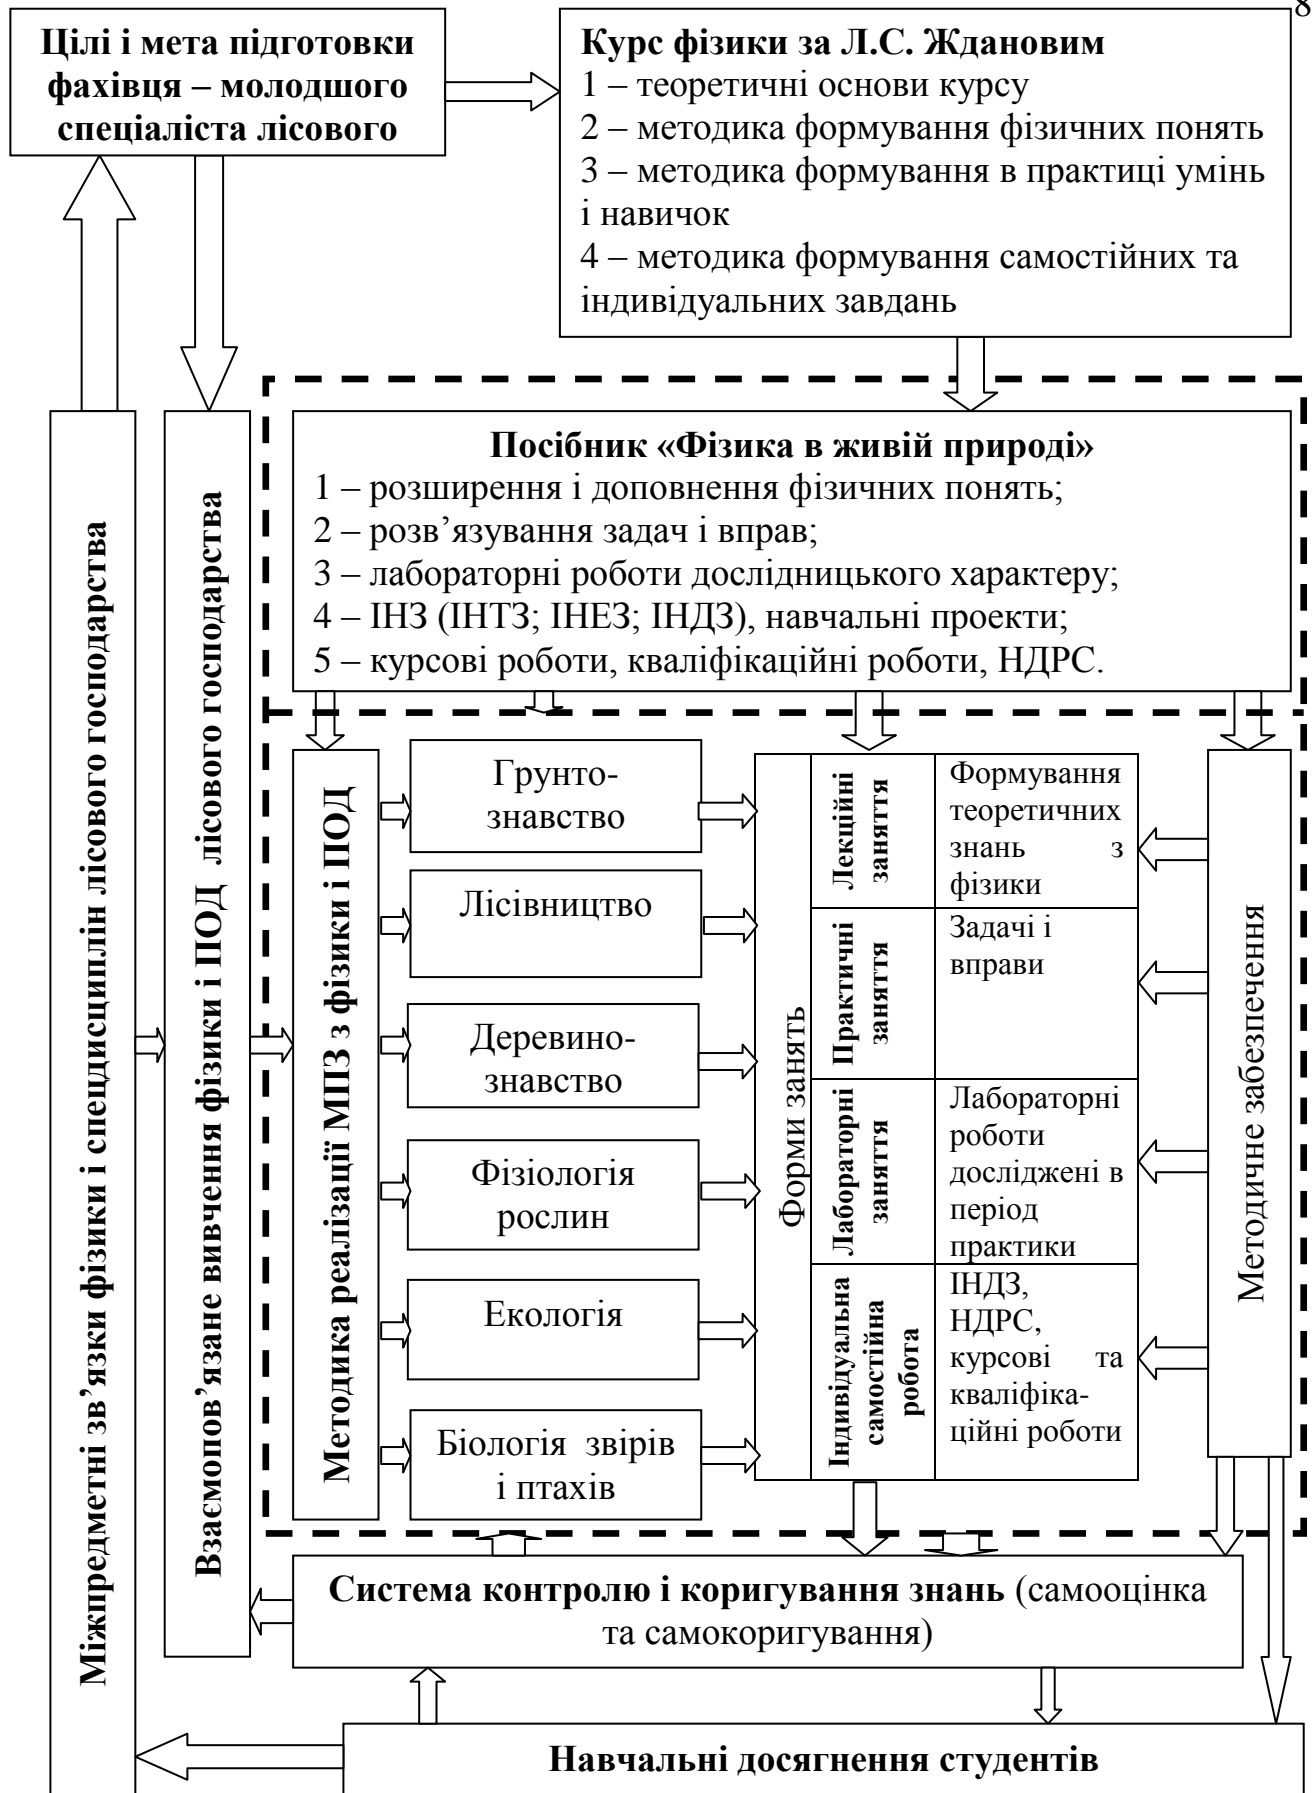 8
Цілі і мета підготовки
фахівця – молодшого
спеціаліста лісового
Курс фізики за Л.С. Ждановим
1 – теоретичні основи курсу
2 – методика формування фізичних понять
3 – методика формування в практиці умінь
і навичок
4 – методика формування самостійних та
індивідуальних завдань
Міжпредметні зв’язки фізики і спецдисциплін лісового господарства
Взаємопов’язане вивчення фізики і ПОД лісового господарства
Посібник «Фізика в живій природі»
1 – розширення і доповнення фізичних понять;
2 – розв’язування задач і вправ;
3 – лабораторні роботи дослідницького характеру;
4 – ІНЗ (ІНТЗ; ІНЕЗ; ІНДЗ), навчальні проекти;
5 – курсові роботи, кваліфікаційні роботи, НДРС.
Методика реалізації МПЗ з фізики і ПОД
Грунто-
знавство
Лісівництво
Деревино-
знавство
Фізіологія
рослин
Екологія
Біологія звірів
і птахів
Форми занять
Лекційні
заняття
Формування
теоретичних
знань з
фізики
Практичні
заняття
Задачі і
вправи
Лабораторні
заняття
Лабораторні
роботи
досліджені в
період
практики
Індивідуальна
самостійна
робота
ІНДЗ,
НДРС,
курсові та
кваліфіка-
ційні роботи
Методичне забезпечення
Система контролю і коригування знань (самооцінка
та самокоригування)
Навчальні досягнення студентів